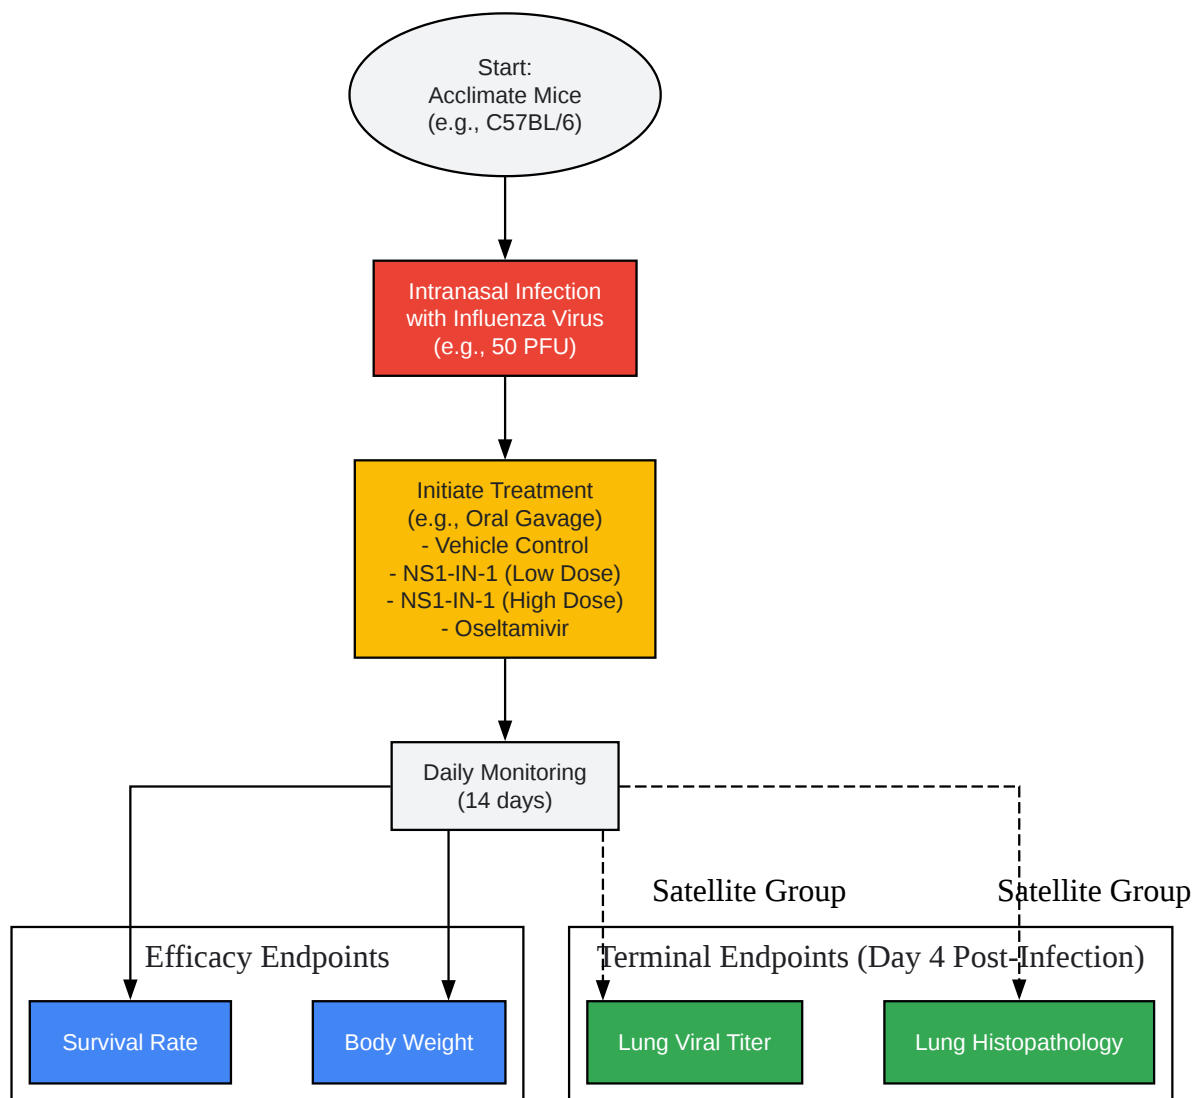 Start:
Acclimate Mice
(e.g., C57BL/6)
Intranasal Infection
with Influenza Virus
(e.g., 50 PFU)
Initiate Treatment
(e.g., Oral Gavage)
- Vehicle Control
- NS1-IN-1 (Low Dose)
- NS1-IN-1 (High Dose)
- Oseltamivir
Daily Monitoring
(14 days)
Satellite Group
Satellite Group
Efficacy Endpoints
Terminal Endpoints (Day 4 Post-Infection)
Survival Rate
Body Weight
Lung Viral Titer
Lung Histopathology